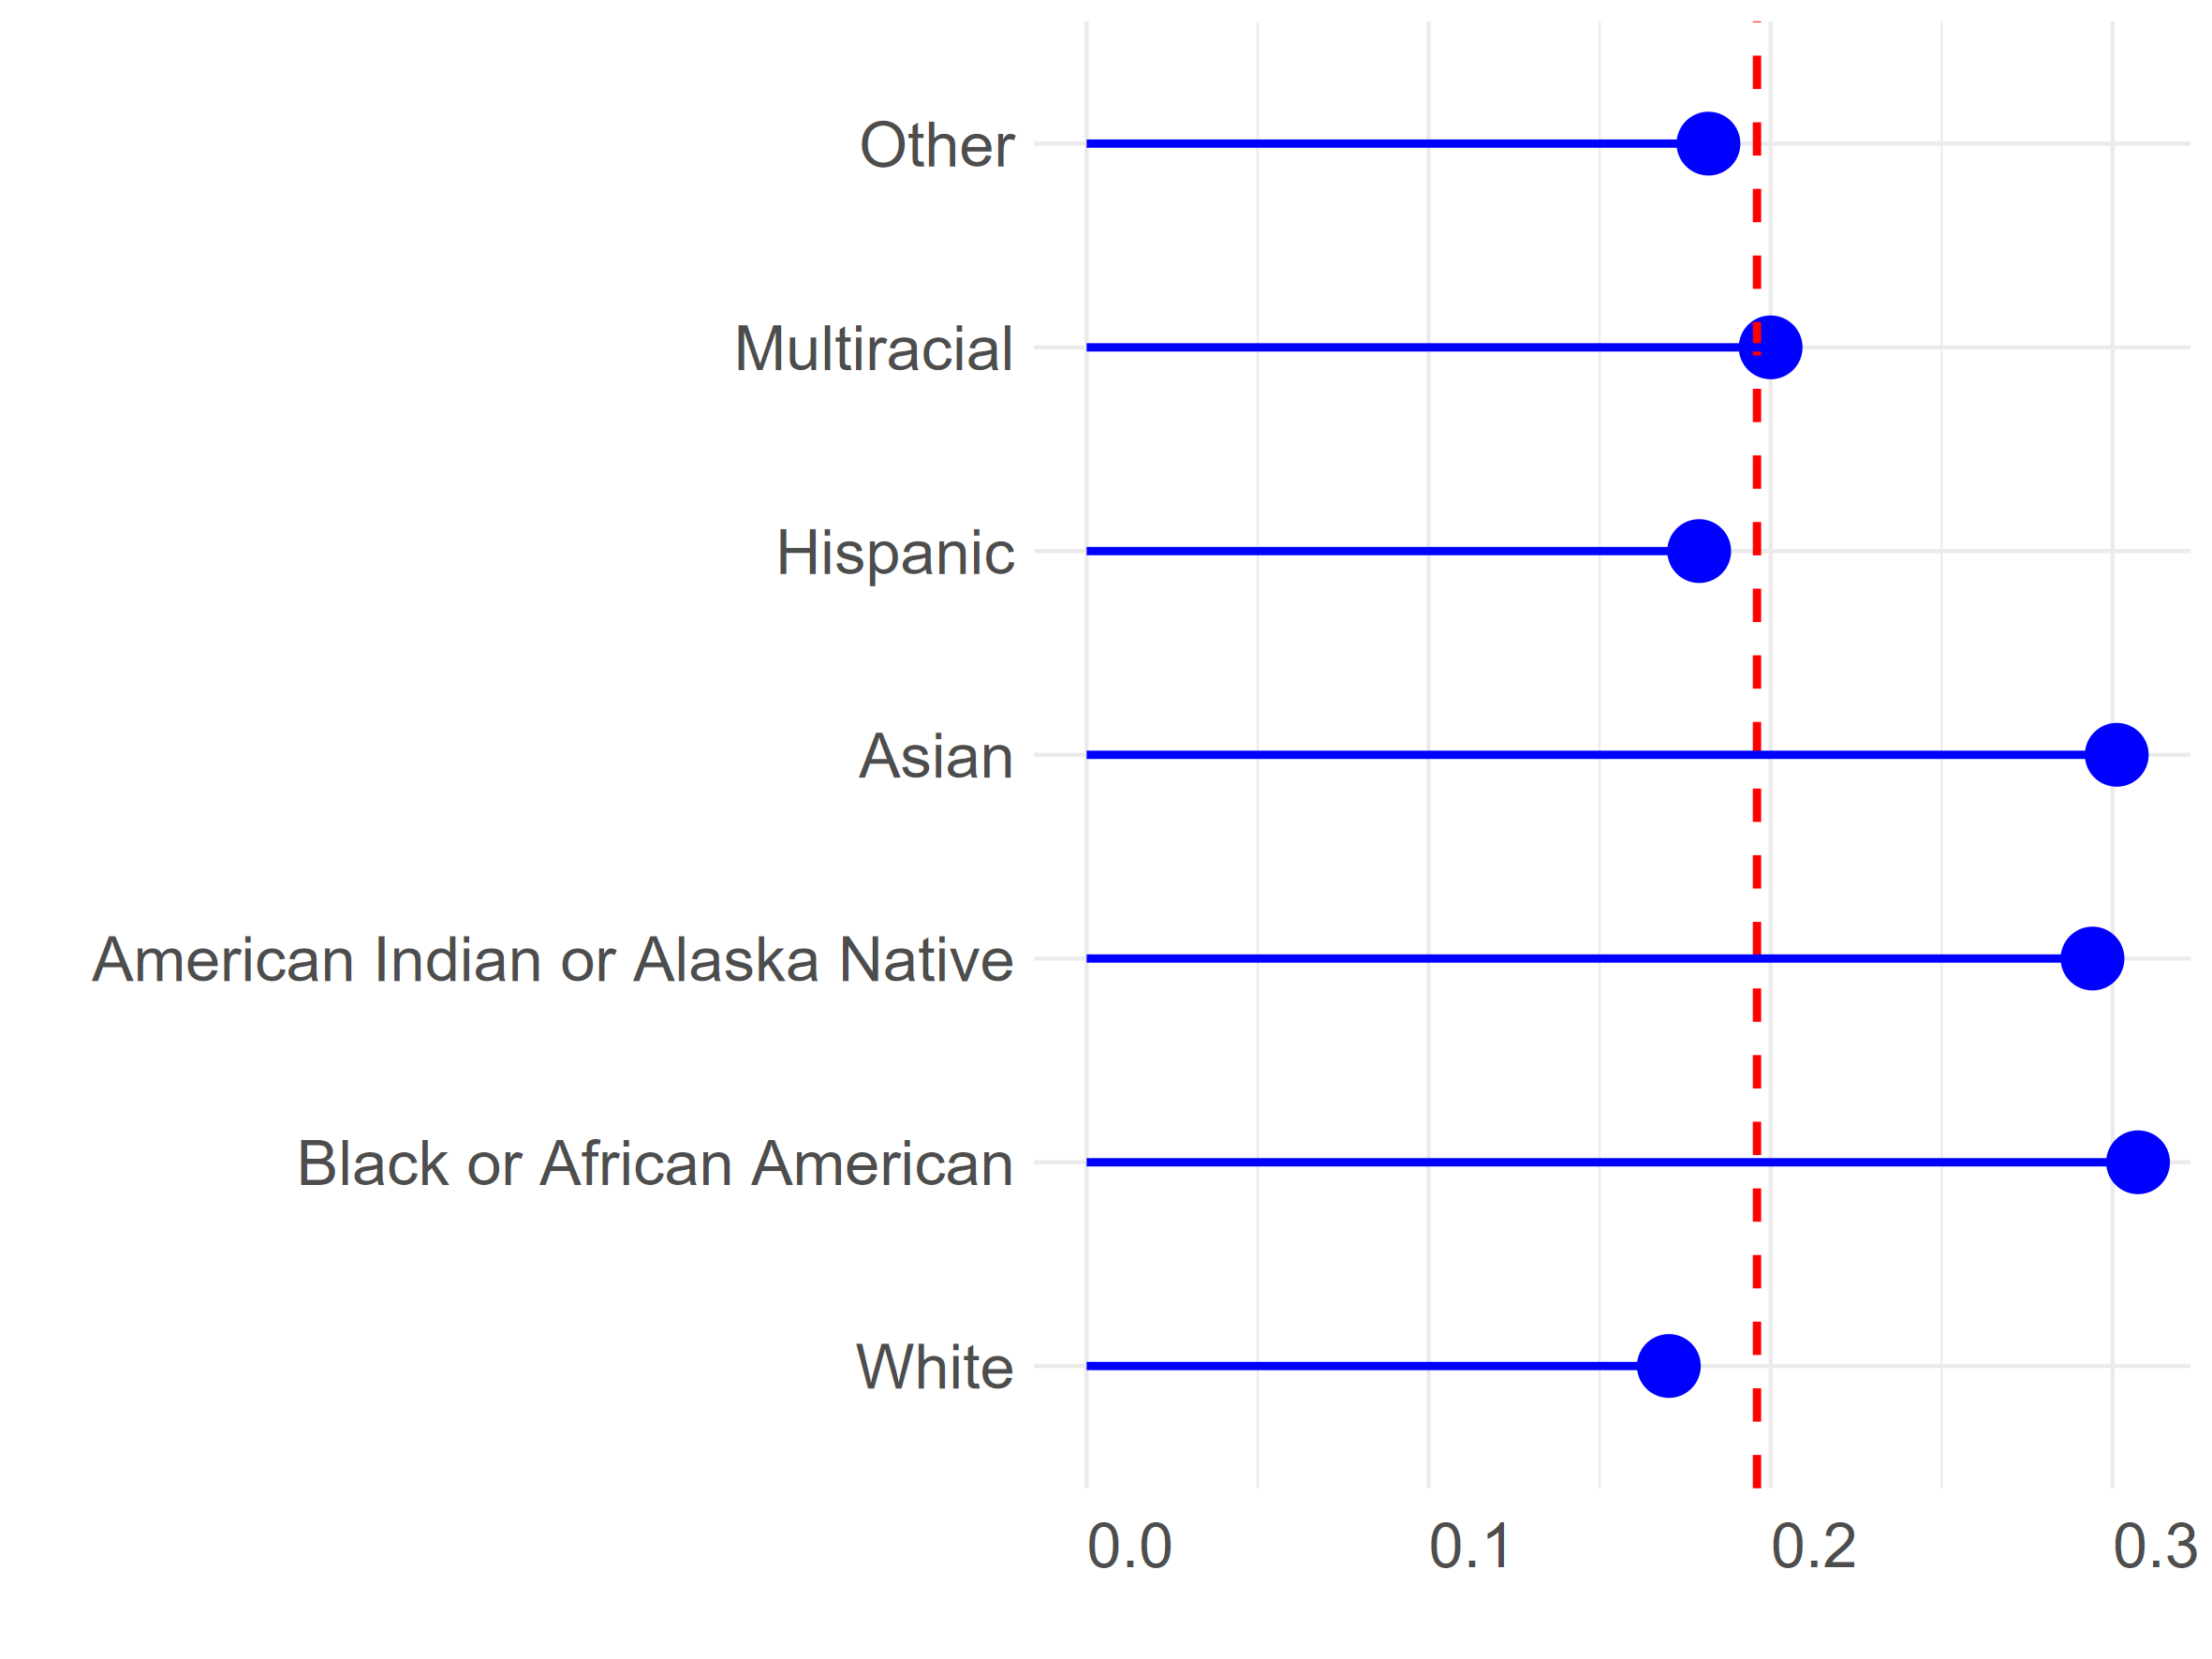 Other
Multiracial
Hispanic
Asian
American Indian or Alaska Native
Black or African American
White
0.0 0.1 0.2 0.3